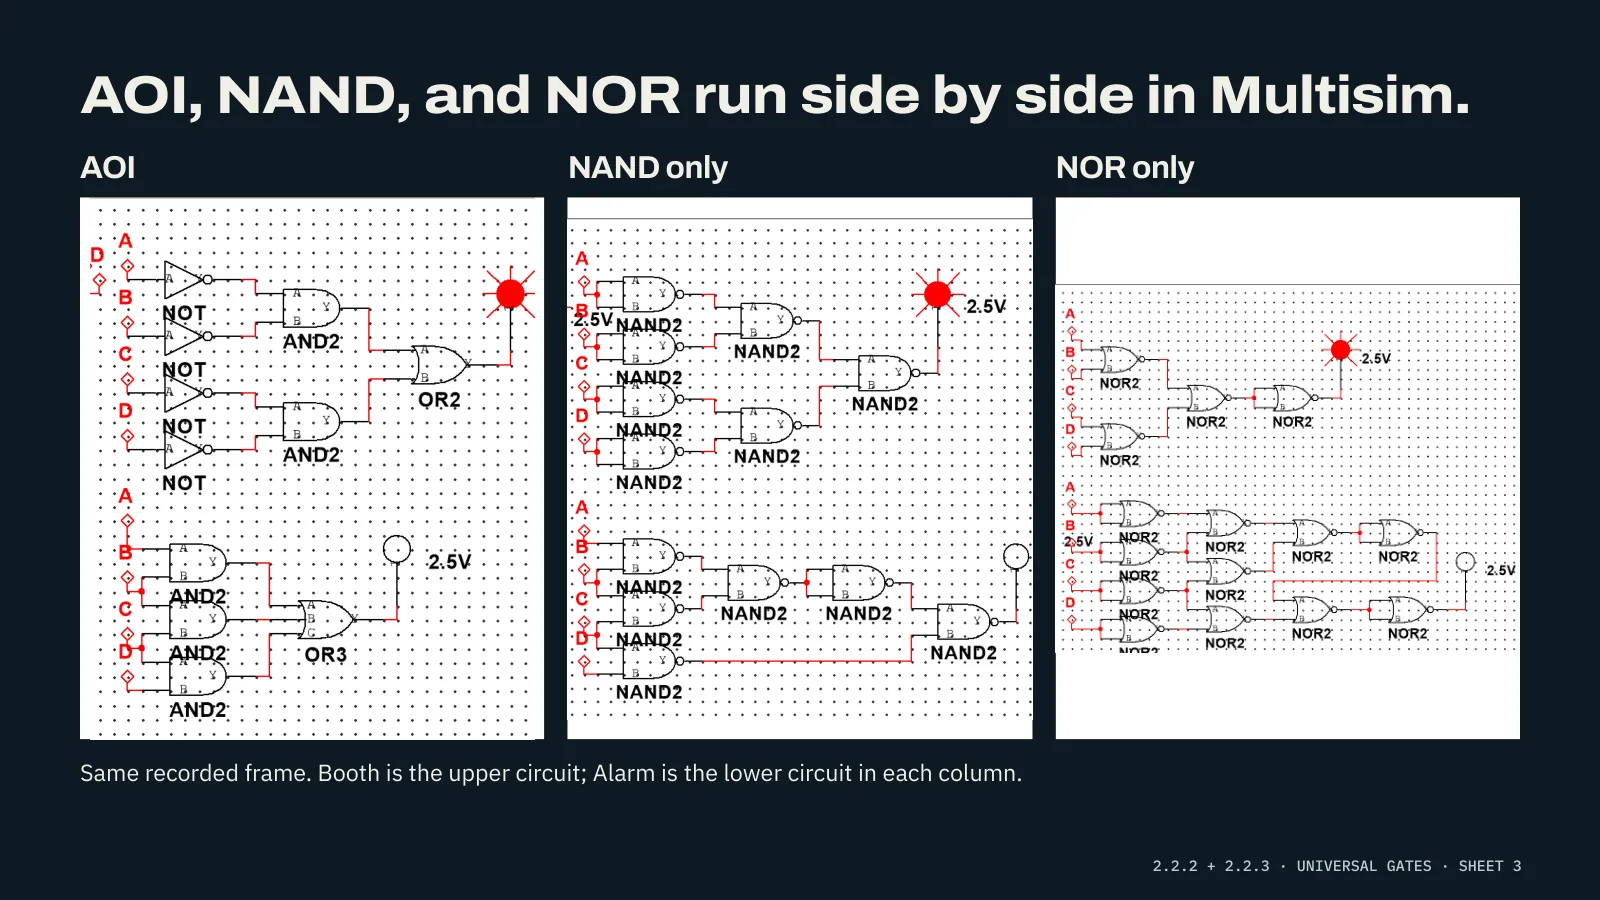 AOI, NAND, and NOR run side by side in Multisim.
AOI
D
A
A Y
NOT
B
A Y
NOT
C
A Y
NOT
D
A Y
NOT
A B Y
AND2
A B Y
AND2
A B Y
OR2
A
B
C
D
A B Y
AND2
A B Y
AND2
A B Y
AND2
A B C Y
OR3
2.5V
NAND only
A
B
2.5V
C
D
A B Y
NAND2
A B Y
NAND2
A B Y
NAND2
A B Y
NAND2
A B Y
NAND2
A B Y
NAND2
A B Y
NAND2
2.5V
A
B
C
D
A B Y
NAND2
A B Y
NAND2
A B Y
NAND2
A B Y
NAND2
A B Y
NAND2
A B Y
NAND2
NOR only
A
B
C
D
NOR2
NOR2
NOR2
NOR2
2.5V
A
B
2.5V
C
D
NOR2
NOR2
NOR2
NOR2
NOR2
NOR2
NOR2
NOR2
NOR2
NOR2
NOR2
2.5V
Same recorded frame. Booth is the upper circuit; Alarm is the lower circuit in each column.
2.2.2 + 2.2.3 · UNIVERSAL GATES · SHEET 3